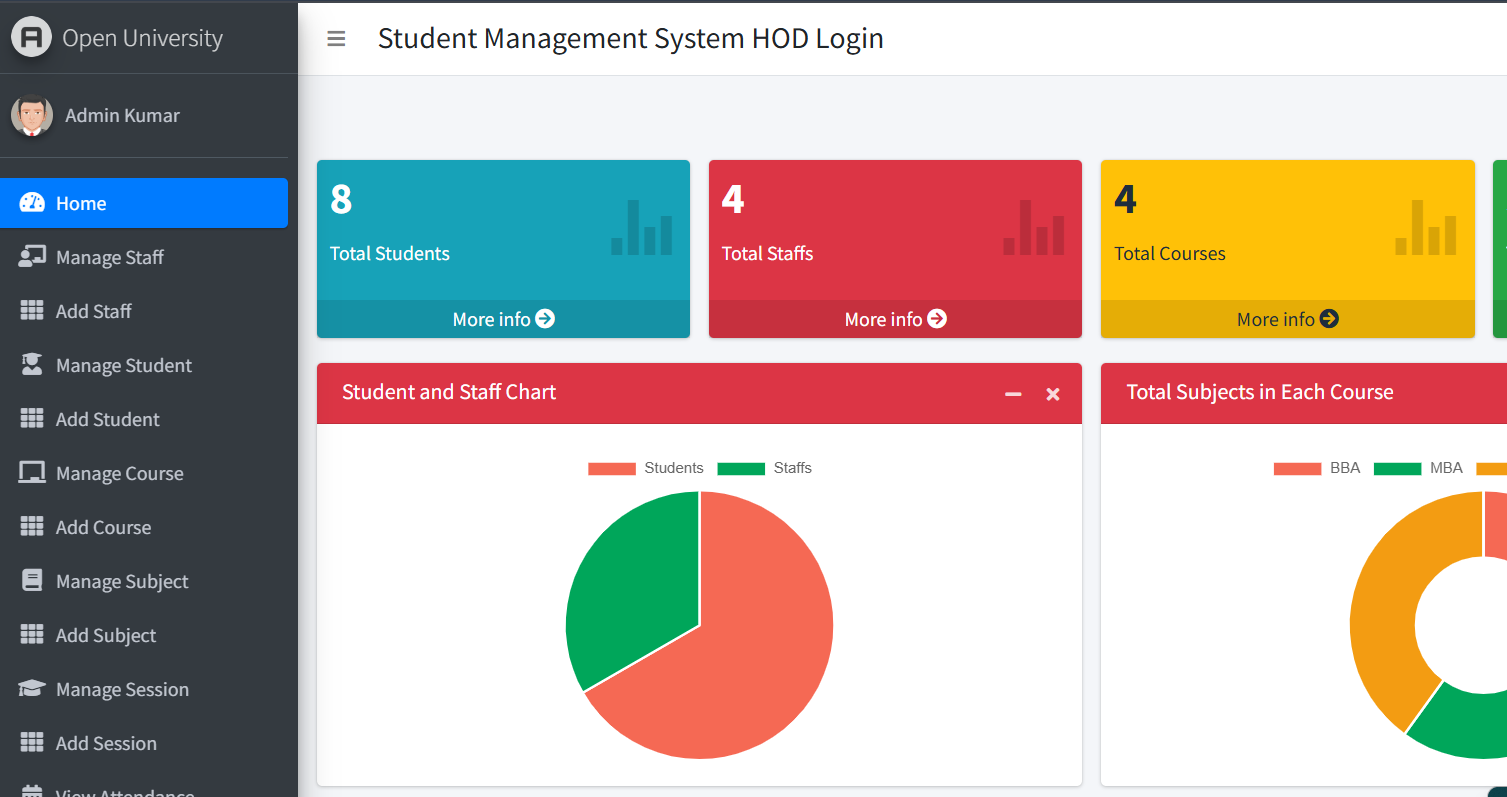 Open University
Student Management System HOD Login
Admin Kumar
Home
Manage Staff
Add Staff
Manage Student
Add Student
Manage Course
Add Course
Manage Subject
Add Subject
Manage Session
Add Session
View Attendance
8
Total Students
More info
4
Total Staffs
More info
4
Total Courses
More info
Student and Staff Chart
Students
Staffs
Total Subjects in Each Course
BBA
MBA